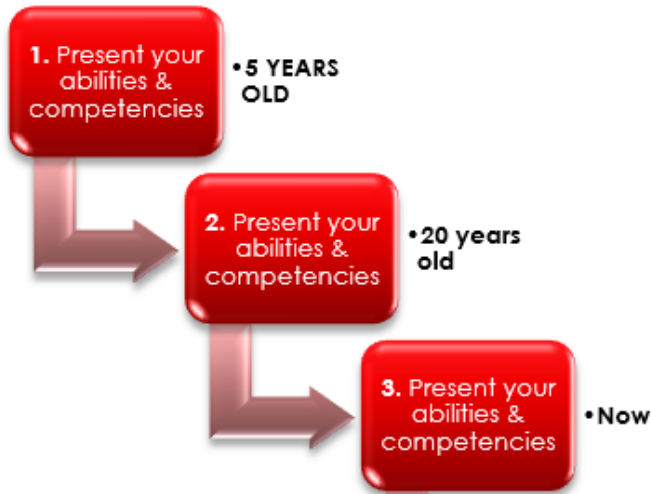 1. Present your
abilities &
competencies
•5 YEARS
OLD
2. Present your
abilities &
competencies
•20 years
old
3. Present your
abilities &
competencies
•Now